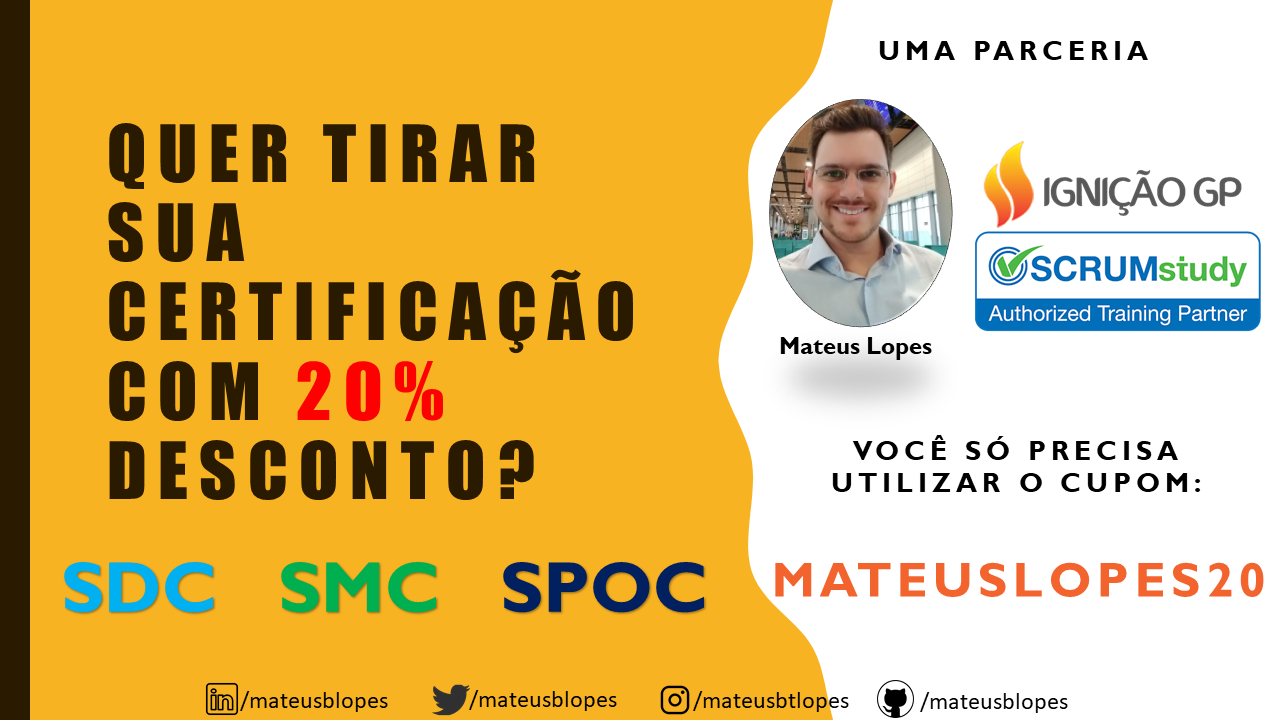 QUER TIRAR
SUA
CERTIFICAÇÃO
COM 20%
DESCONTO?
SDC SMC SPOC
UMA PARCERIA
IGNIÇÃO GP
SCRUMstudy
Authorized Training Partner
Mateus Lopes
VOCÊ SÓ PRECISA
UTILIZAR O CUPOM:
MATEUSLOPES20
in /mateusblopes /mateusblopes /mateusbtlopes /mateusblopes